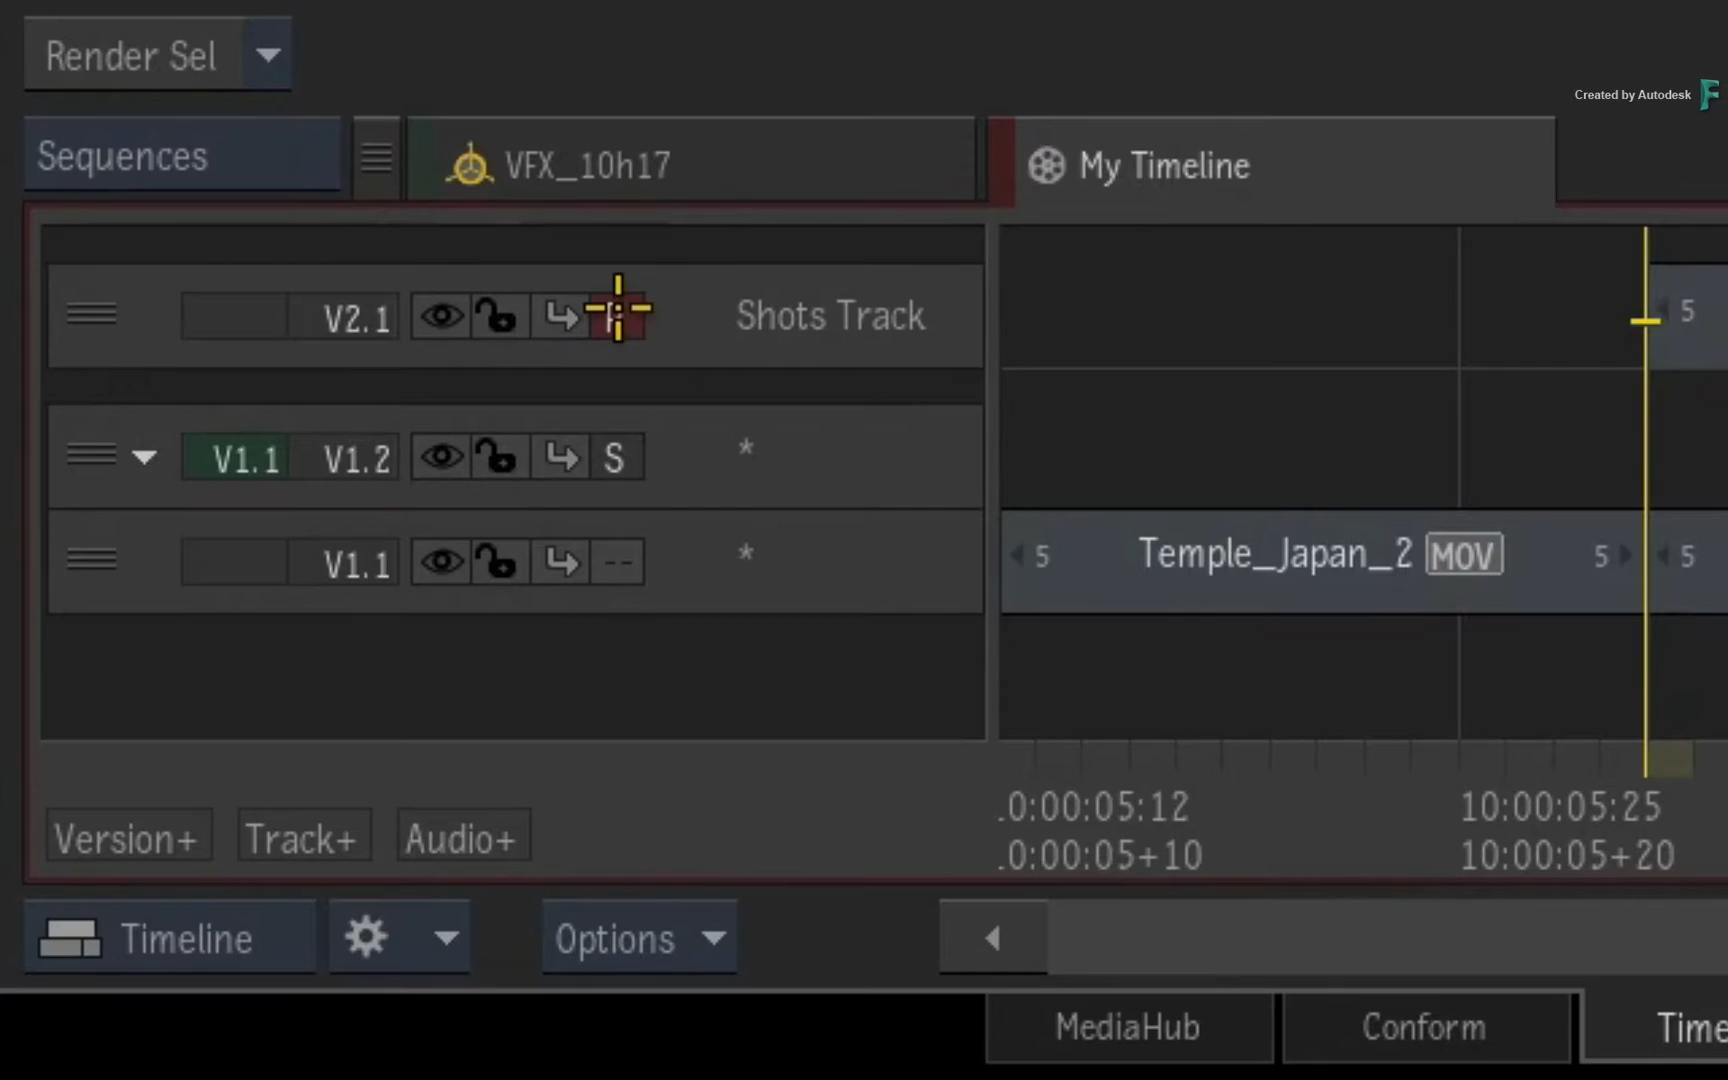 Render Sel
Created by Autodesk
Sequences
VFX_10h17
My Timeline
V2.1
Shots Track
5
V1.1 V1.2 S *
V1.1 -- *
5 Temple_Japan_2 MOV 5 5
.0:00:05:12 10:00:05:25
.0:00:05+10 10:00:05+20
Version+ Track+ Audio+
Timeline
Options
MediaHub
Conform
Time